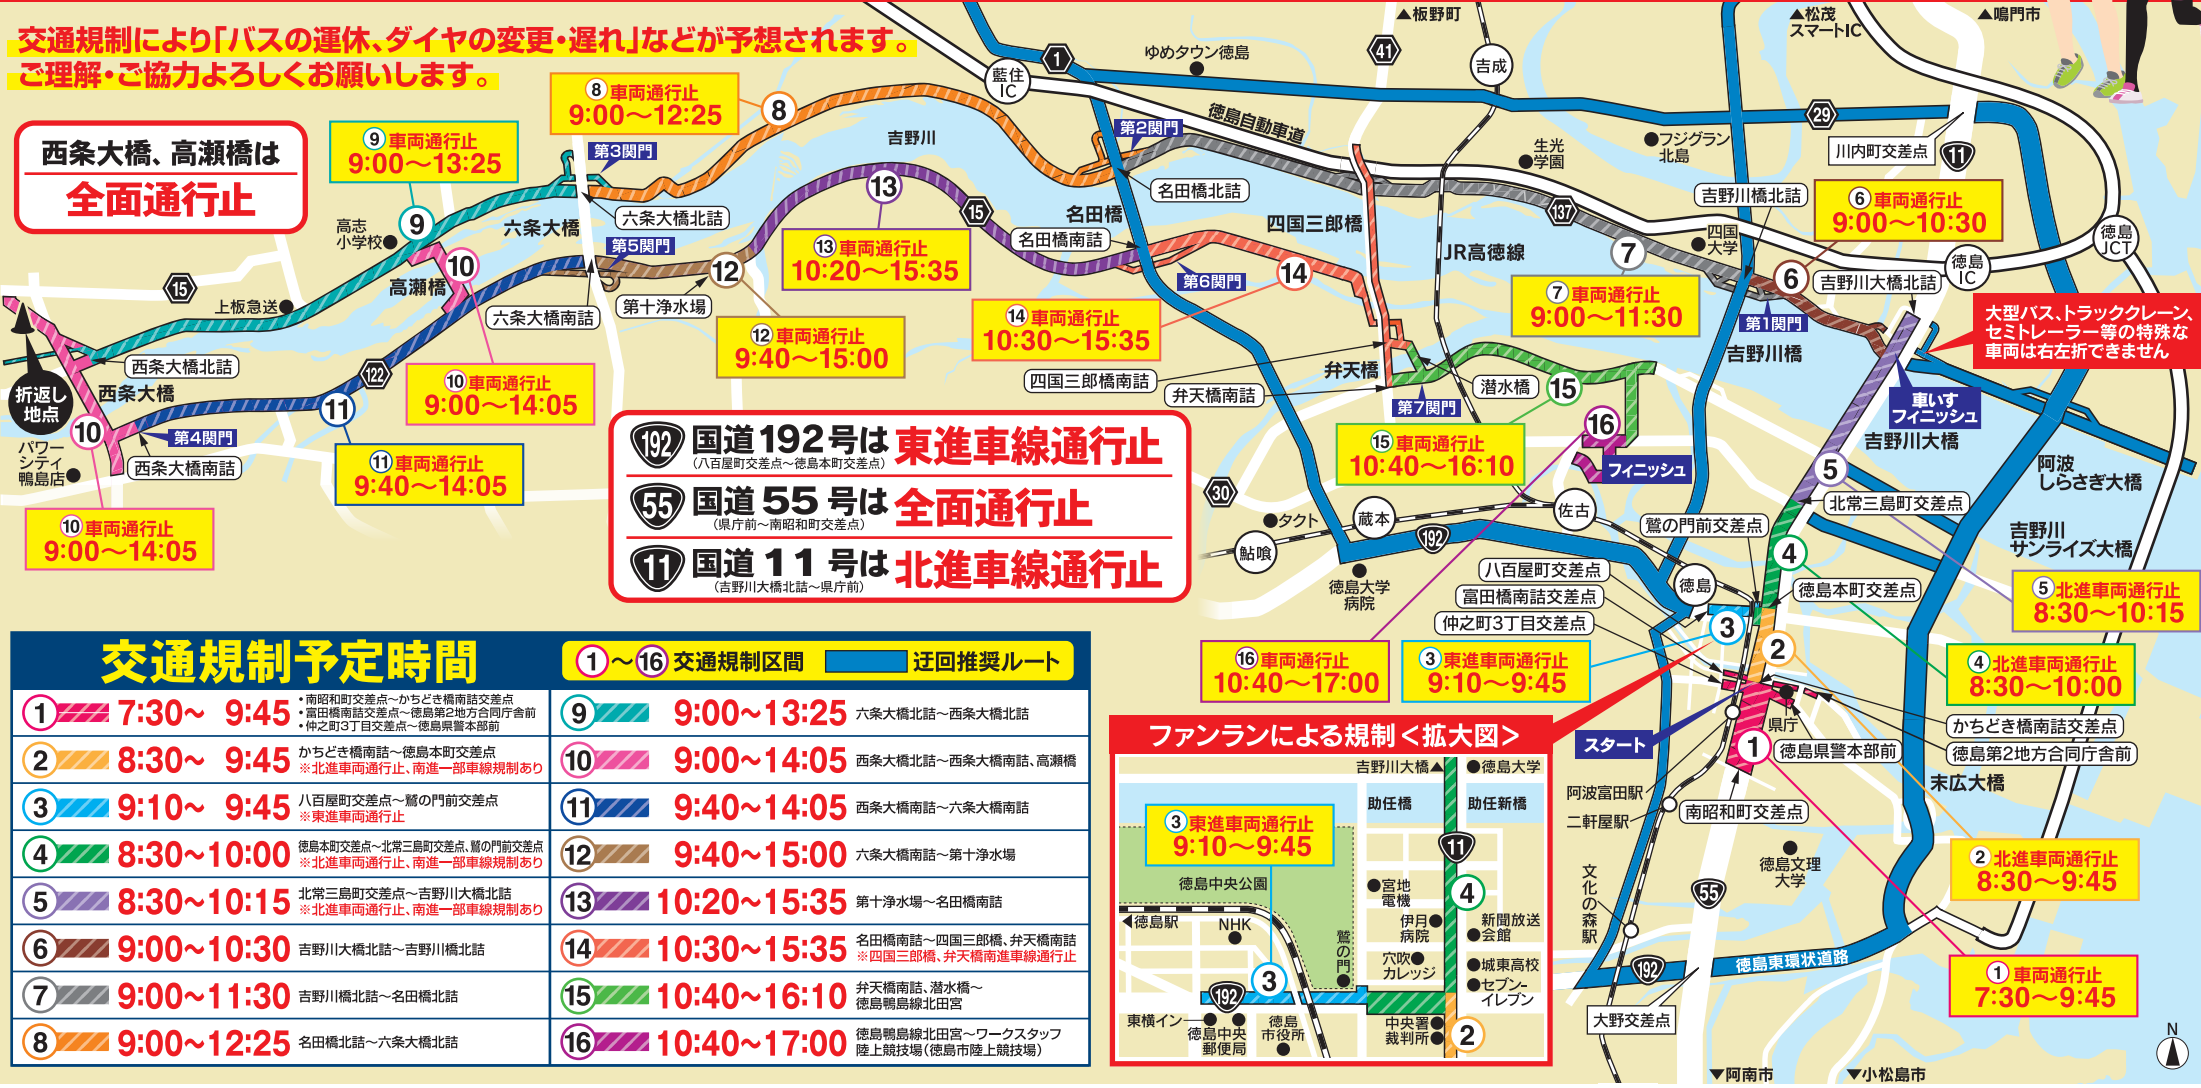 交通規制により「バスの運休、ダイヤの変更・遅れ」などが予想されます。
ご理解・ご協力よろしくお願いします。
西条大橋、高瀬橋は
全面通行止
⑨車両通行止
9:00〜13:25
⑧車両通行止
9:00〜12:25
8
第3関門
吉野川
1
藍住
IC
ゆめタウン徳島
▲板野町
41
吉成
▲松茂
スマートIC
▲鳴門市
徳島自動車道
第2関門
29
フジグラン
北島
生光
学園
川内町交差点
11
吉野川橋北詰
⑥車両通行止
9:00〜10:30
名田橋北詰
高志
小学校
9
六条大橋
六条大橋北詰
13
15
名田橋
名田橋南詰
四国三郎橋
JR高徳線
137
7
四国
大学
徳島
JCT
徳島
IC
6
吉野川大橋北詰
第5関門
10
高瀬橋
12
⑬車両通行止
10:20〜15:35
第6関門
14
⑦車両通行止
9:00〜11:30
第1関門
吉野川橋
15
上板急送
六条大橋南詰
第十浄水場
⑫車両通行止
9:40〜15:00
⑭車両通行止
10:30〜15:35
大型バス、トラッククレーン、
セミトレーラー等の特殊な
車両は右左折できません
折返し
地点
西条大橋北詰
西条大橋
122
⑩車両通行止
9:00〜14:05
四国三郎橋南詰
弁天橋
弁天橋南詰
潜水橋
15
第7関門
車いす
フィニッシュ
吉野川大橋
10
パワー
シティ
鴨島店
第4関門
西条大橋南詰
11
⑪車両通行止
9:40〜14:05
⑩車両通行止
9:00〜14:05
192 国道192号は 東進車線通行止
(八百屋町交差点〜徳島本町交差点)
55 国道55号は 全面通行止
(県庁前〜南昭和町交差点)
11 国道11号は 北進車線通行止
(吉野川大橋北詰〜県庁前)
⑮車両通行止
10:40〜16:10
16
フィニッシュ
5
阿波
しらさぎ大橋
北常三島町交差点
吉野川
サンライズ大橋
30
タクト
蔵本
佐古
鮎喰
192
徳島大学
病院
鷲の門前交差点
4
八百屋町交差点
富田橋南詰交差点
仲之町3丁目交差点
徳島
徳島本町交差点
⑤北進車両通行止
8:30〜10:15
⑯車両通行止
10:40〜17:00
③東進車両通行止
9:10〜9:45
3
2
④北進車両通行止
8:30〜10:00
県庁
かちどき橋南詰交差点
スタート
1
徳島県警本部前
徳島第2地方合同庁舎前
末広大橋
阿波富田駅
二軒屋駅
南昭和町交差点
徳島文理
大学
②北進車両通行止
8:30〜9:45
55
文化の森駅
192
徳島東環状道路
①車両通行止
7:30〜9:45
大野交差点
▼阿南市
▼小松島市
N
交通規制予定時間
①〜⑯ 交通規制区間 迂回推奨ルート
1 7:30〜 9:45
・南昭和町交差点〜かちどき橋南詰交差点
・富田橋南詰交差点〜徳島第2地方合同庁舎前
・仲之町3丁目交差点〜徳島県警本部前
2 8:30〜 9:45
かちどき橋南詰〜徳島本町交差点
※北進車両通行止、南進一部車線規制あり
3 9:10〜 9:45
八百屋町交差点〜鷲の門前交差点
※東進車両通行止
4 8:30〜10:00
徳島本町交差点〜北常三島町交差点、鷲の門前交差点
※北進車両通行止、南進一部車線規制あり
5 8:30〜10:15
北常三島町交差点〜吉野川大橋北詰
※北進車両通行止、南進一部車線規制あり
6 9:00〜10:30 吉野川大橋北詰〜吉野川橋北詰
7 9:00〜11:30 吉野川橋北詰〜名田橋北詰
8 9:00〜12:25 名田橋北詰〜六条大橋北詰
9 9:00〜13:25 六条大橋北詰〜西条大橋北詰
10 9:00〜14:05 西条大橋北詰〜西条大橋南詰、高瀬橋
11 9:40〜14:05 西条大橋南詰〜六条大橋南詰
12 9:40〜15:00 六条大橋南詰〜第十浄水場
13 10:20〜15:35 第十浄水場〜名田橋南詰
14 10:30〜15:35
名田橋南詰〜四国三郎橋、弁天橋南詰
※四国三郎橋、弁天橋南進車線通行止
15 10:40〜16:10
弁天橋南詰、潜水橋〜
徳島鴨島線北田宮
16 10:40〜17:00
徳島鴨島線北田宮〜ワークスタッフ
陸上競技場(徳島市陸上競技場)
ファンランによる規制<拡大図>
吉野川大橋▲
徳島大学
助任橋
助任新橋
③東進車両通行止
9:10〜9:45
11
徳島中央公園
宮地
電機
4
伊月
病院
新聞放送
会館
◀徳島駅
NHK
鷲の門
穴吹
カレッジ
城東高校
セブン-
イレブン
3
192
東横イン
徳島中央
郵便局
徳島
市役所
中央署
裁判所
2